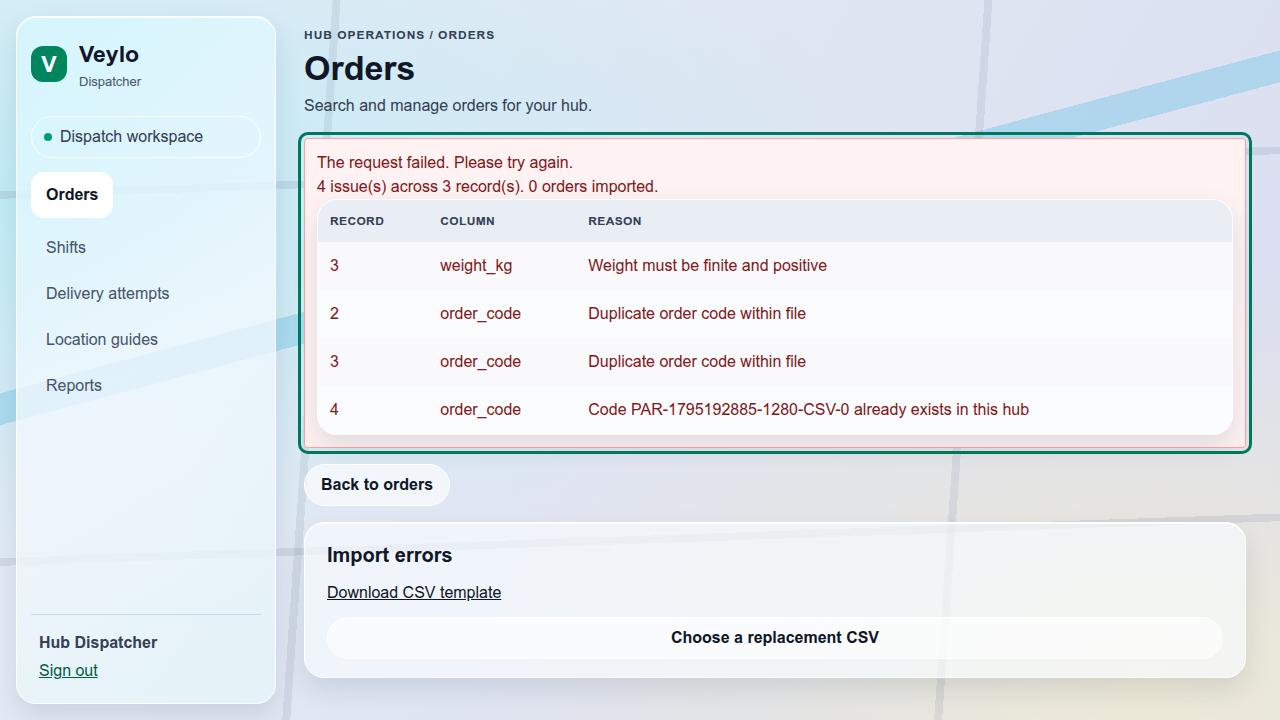 V
Veylo
Dispatcher
Dispatch workspace
Orders
Shifts
Delivery attempts
Location guides
Reports
Hub Dispatcher
Sign out
HUB OPERATIONS / ORDERS
Orders
Search and manage orders for your hub.
The request failed. Please try again.
4 issue(s) across 3 record(s). 0 orders imported.
RECORD COLUMN REASON
3 weight_kg Weight must be finite and positive
2 order_code Duplicate order code within file
3 order_code Duplicate order code within file
4 order_code Code PAR-1795192885-1280-CSV-0 already exists in this hub
Back to orders
Import errors
Download CSV template
Choose a replacement CSV